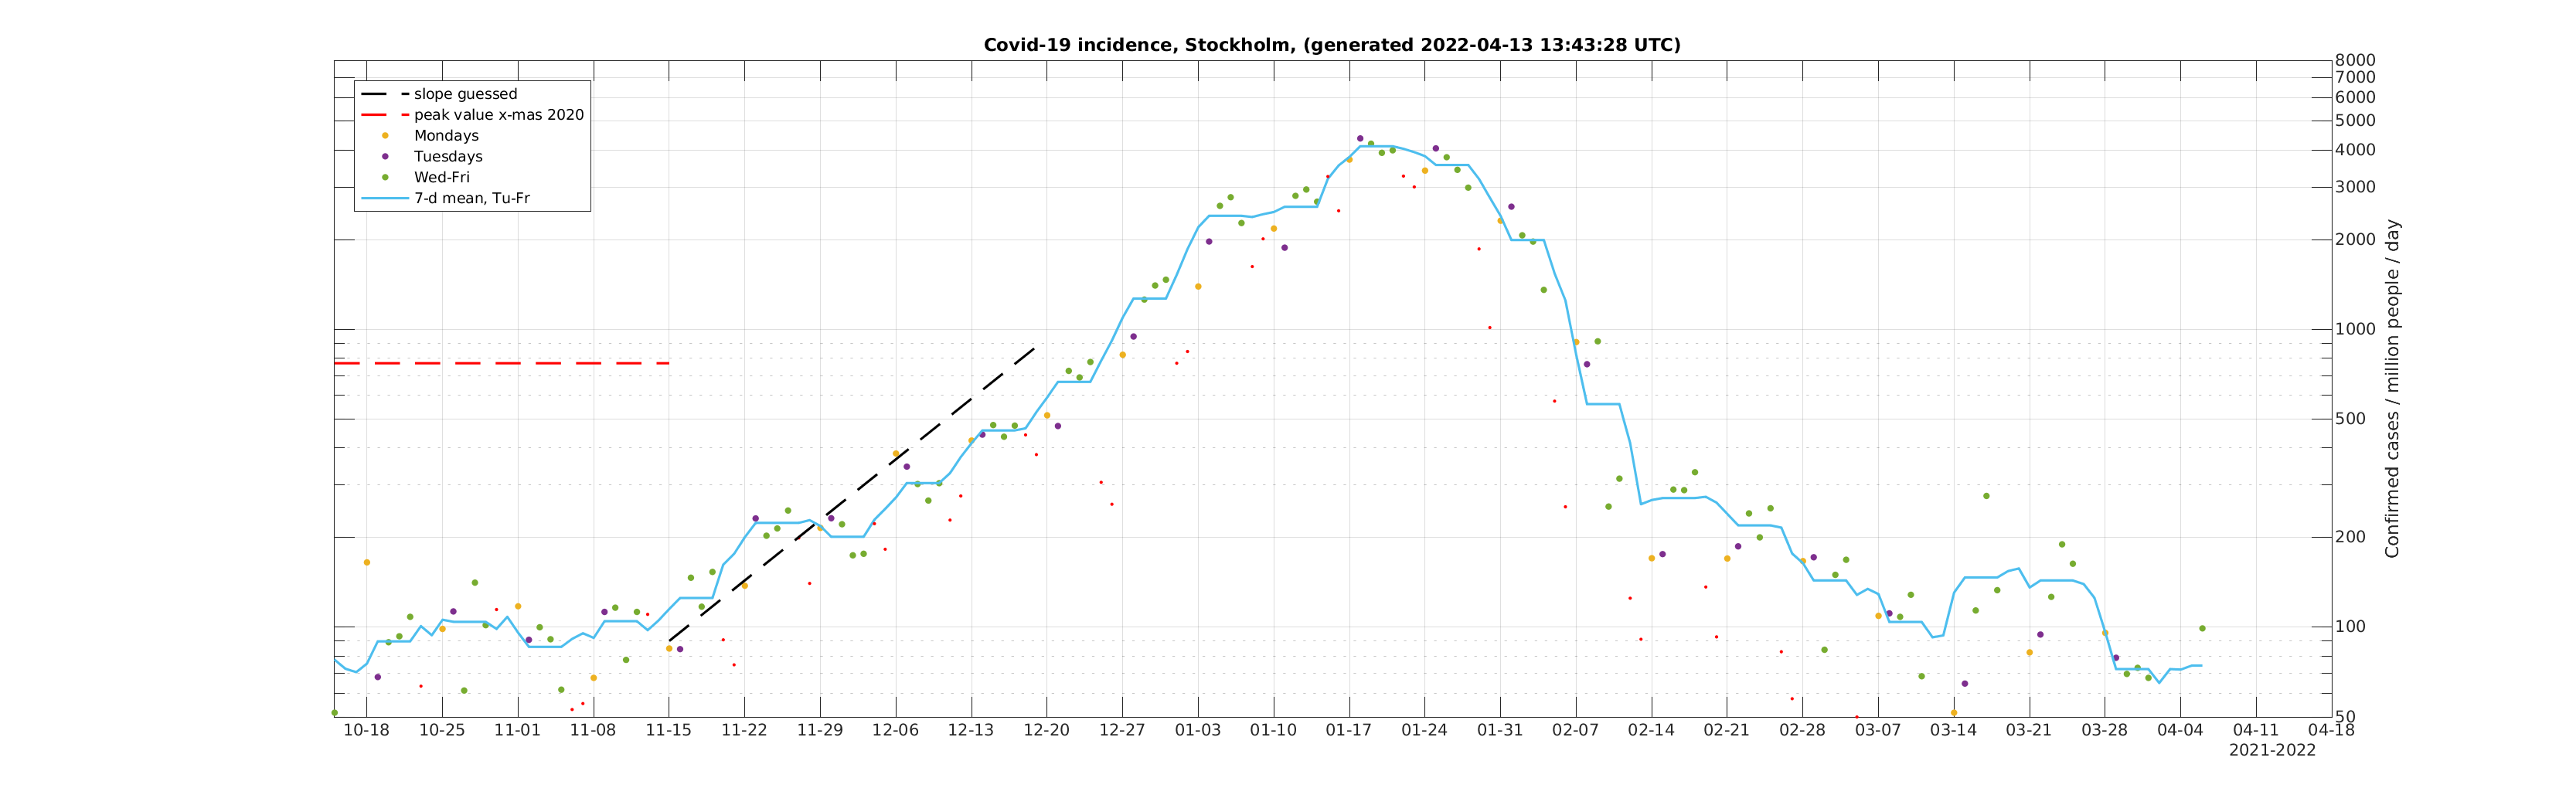 Covid-19 incidence, Stockholm, (generated 2022-04-13 13:43:28 UTC)
slope guessed
peak value x-mas 2020
Mondays
Tuesdays
Wed-Fri
7-d mean, Tu-Fr
8000
7000
6000
5000
4000
3000
2000
1000
500
200
100
50
Confirmed cases / million people / day
10-18 10-25 11-01 11-08 11-15 11-22 11-29 12-06 12-13 12-20 12-27 01-03 01-10 01-17 01-24 01-31 02-07 02-14 02-21 02-28 03-07 03-14 03-21 03-28 04-04 04-11 04-18
2021-2022